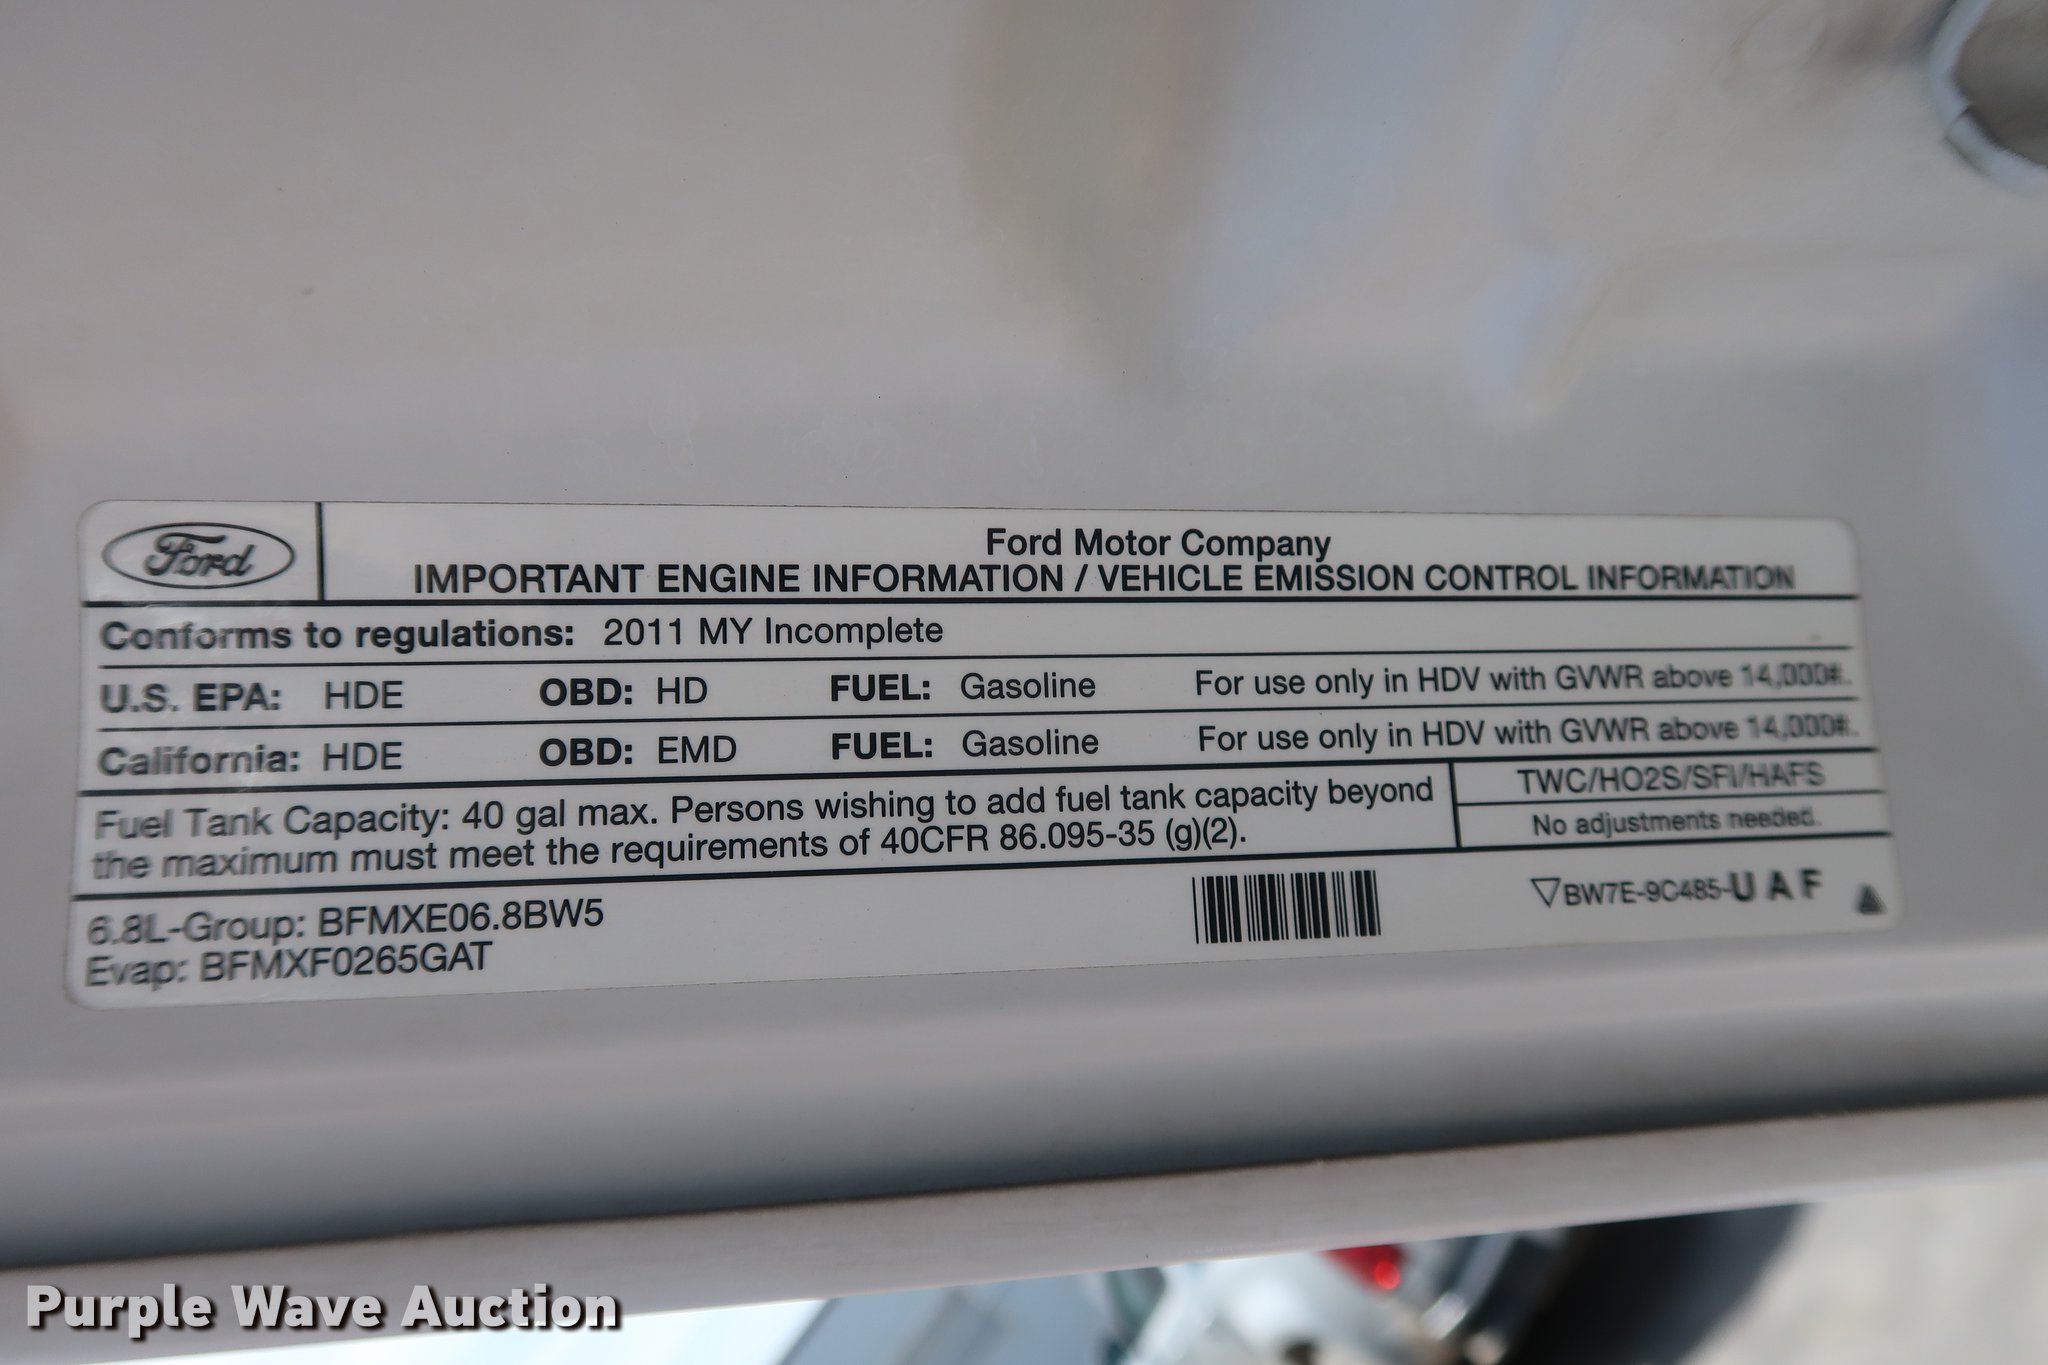 Ford
Ford Motor Company
IMPORTANT ENGINE INFORMATION / VEHICLE EMISSION CONTROL INFORMATION
Conforms to regulations: 2011 MY Incomplete
U.S. EPA: HDE OBD: HD FUEL: Gasoline For use only in HDV with GVWR above 14,000#.
California: HDE OBD: EMD FUEL: Gasoline For use only in HDV with GVWR above 14,000#.
Fuel Tank Capacity: 40 gal max. Persons wishing to add fuel tank capacity beyond
the maximum must meet the requirements of 40CFR 86.095-35 (g)(2).
TWC/HO2S/SFI/HAFS
No adjustments needed.
6.8L-Group: BFMXE06.8BW5
Evap: BFMXF0265GAT
BW7E-9C485-U A F
Purple Wave Auction